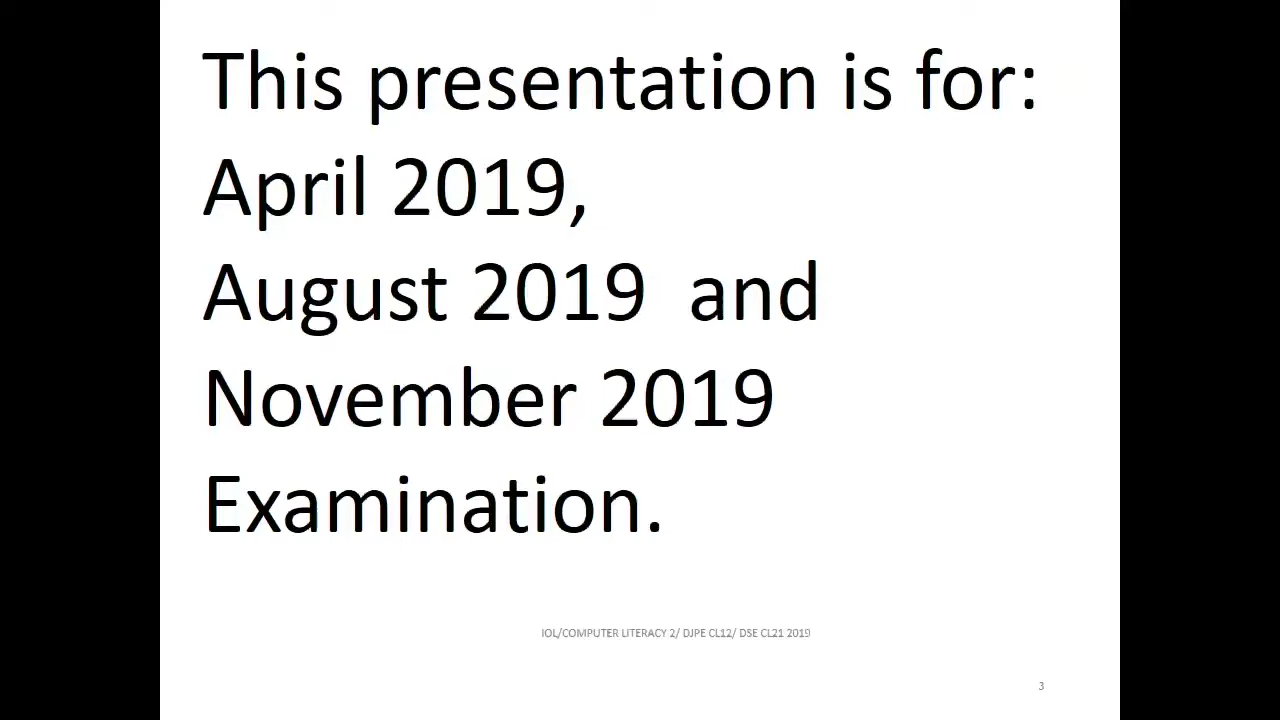 This presentation is for:
April 2019,
August 2019  and
November 2019
Examination.
IOL/COMPUTER LITERACY 2/ DJPE CL12/ DSE CL21 2019
3